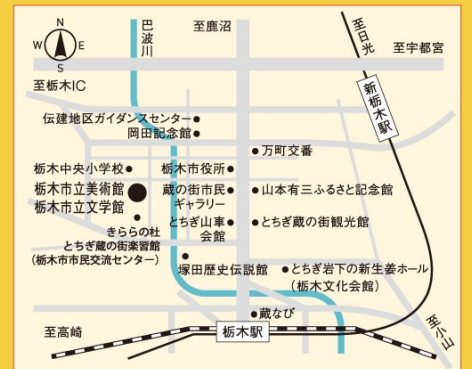 N
W E
S
巴波川
至鹿沼
至日光
至宇都宮
至栃木IC
新栃木駅
伝建地区ガイダンスセンター
岡田記念館
万町交番
栃木中央小学校
栃木市役所
栃木市立美術館
栃木市立文学館
蔵の街市民
ギャラリー
山本有三ふるさと記念館
きららの杜
とちぎ蔵の街楽習館
(栃木市市民交流センター)
とちぎ山車
会館
とちぎ蔵の街観光館
塚田歴史伝説館
とちぎ岩下の新生姜ホール
(栃木文化会館)
蔵なび
至高崎
栃木駅
至小山